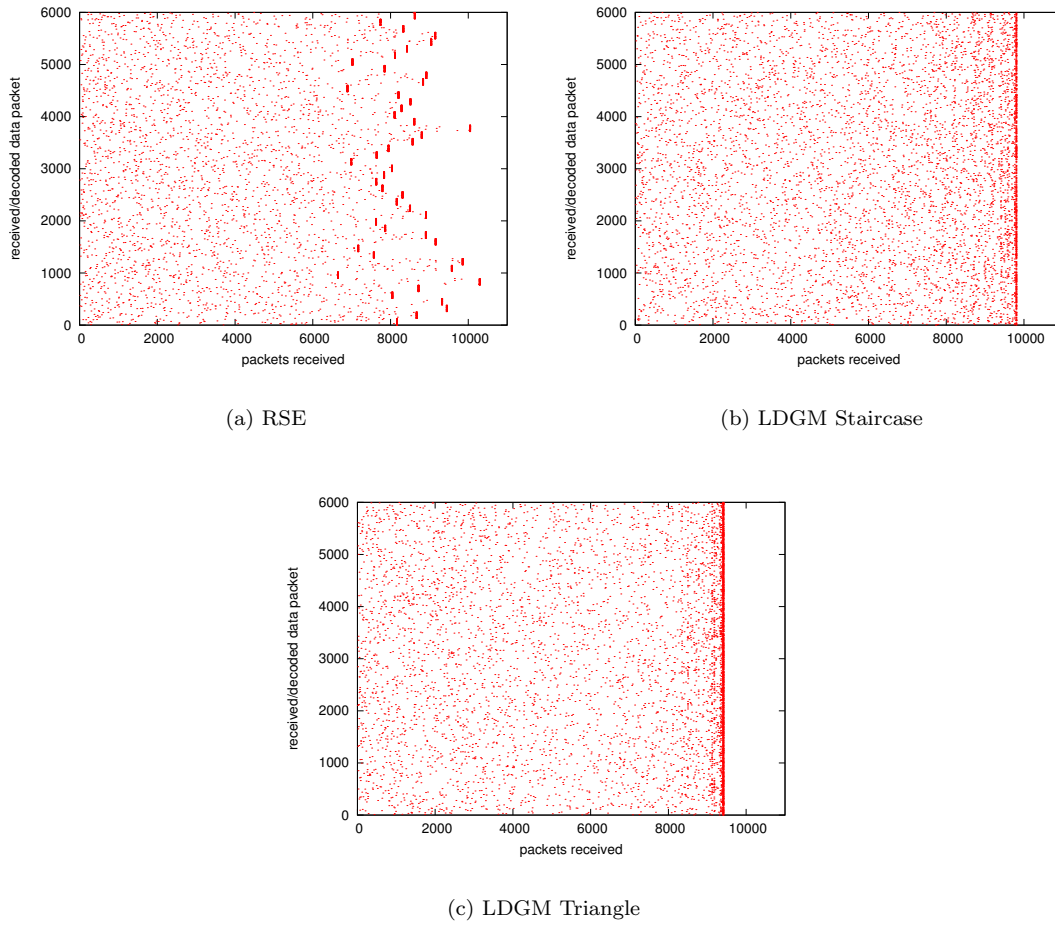 6000
5000
4000
3000
2000
1000
0
received/decoded data packet
0 2000 4000 6000 8000 10000
packets received
(a) RSE
6000
5000
4000
3000
2000
1000
0
received/decoded data packet
0 2000 4000 6000 8000 10000
packets received
(b) LDGM Staircase
6000
5000
4000
3000
2000
1000
0
received/decoded data packet
0 2000 4000 6000 8000 10000
packets received
(c) LDGM Triangle